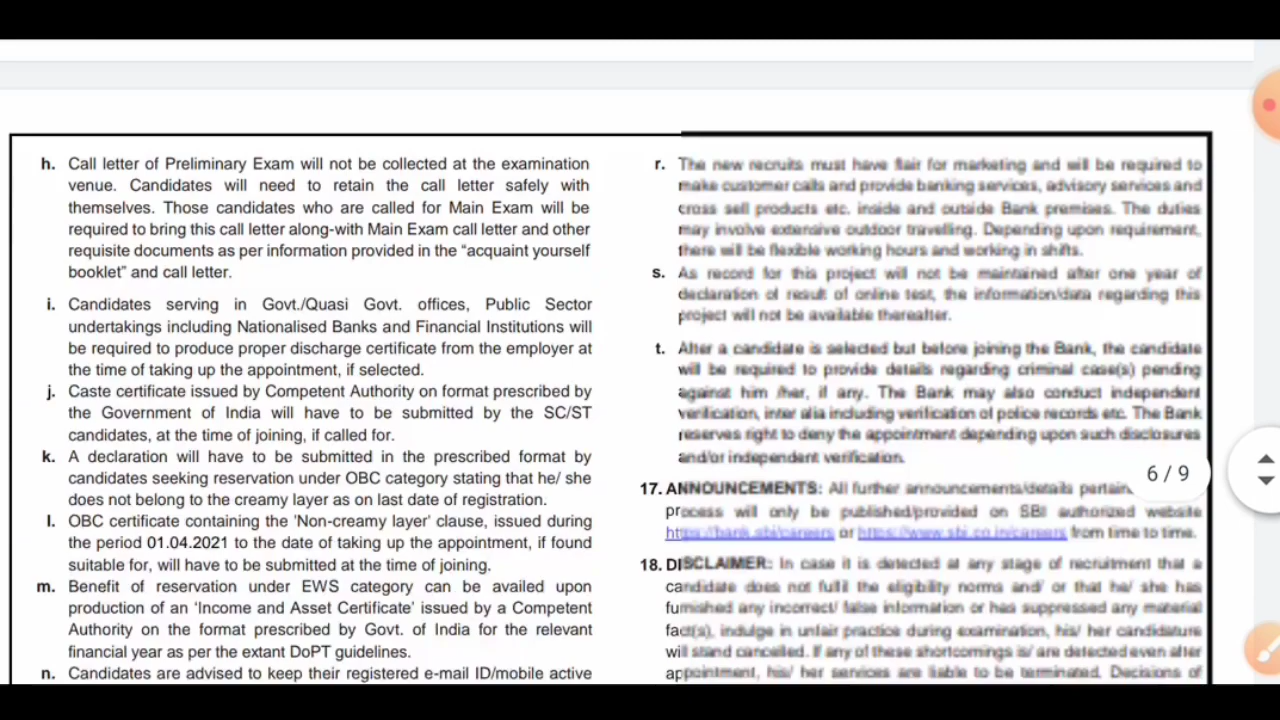 h. Call letter of Preliminary Exam will not be collected at the examination
venue. Candidates will need to retain the call letter safely with
themselves. Those candidates who are called for Main Exam will be
required to bring this call letter along-with Main Exam call letter and other
requisite documents as per information provided in the “acquaint yourself
booklet” and call letter.
i. Candidates serving in Govt./Quasi Govt. offices, Public Sector
undertakings including Nationalised Banks and Financial Institutions will
be required to produce proper discharge certificate from the employer at
the time of taking up the appointment, if selected.
j. Caste certificate issued by Competent Authority on format prescribed by
the Government of India will have to be submitted by the SC/ST
candidates, at the time of joining, if called for.
k. A declaration will have to be submitted in the prescribed format by
candidates seeking reservation under OBC category stating that he/ she
does not belong to the creamy layer as on last date of registration.
l. OBC certificate containing the 'Non-creamy layer' clause, issued during
the period 01.04.2021 to the date of taking up the appointment, if found
suitable for, will have to be submitted at the time of joining.
m. Benefit of reservation under EWS category can be availed upon
production of an ‘Income and Asset Certificate’ issued by a Competent
Authority on the format prescribed by Govt. of India for the relevant
financial year as per the extant DoPT guidelines.
n. Candidates are advised to keep their registered e-mail ID/mobile active
r. The new recruits must have flair for marketing and will be required to
make customer calls and provide banking services, advisory services and
cross sell products etc. inside and outside Bank premises. The duties
may involve extensive outdoor travelling. Depending upon requirement,
there will be flexible working hours and working in shifts.
s. As record for this project will not be maintained after one year of
declaration of result of online test, the information/data regarding this
project will not be available thereafter.
t. After a candidate is selected but before joining the Bank, the candidate
will be required to provide details regarding criminal case(s) pending
against him /her, if any. The Bank may also conduct independent
verification, inter alia including verification of police records etc. The Bank
reserves right to deny the appointment depending upon such disclosures
and/or independent verification.
6 / 9
17. ANNOUNCEMENTS: All further announcements/details
process will only be published/provided on SBI authorized website
https://bank.sbi/careers or https://www.sbi.co.in/careers from time to time.
18. DISCLAIMER: In case it is detected at any stage of recruitment that a
candidate does not fulfil the eligibility norms and/ or that he/ she has
furnished any incorrect/ false information or has suppressed any material
fact(s), indulge in unfair practice during examination, his/ her candidature
will stand cancelled. If any of these shortcomings is/ are detected even after
appointment, his/ her services are liable to be terminated. Decisions of